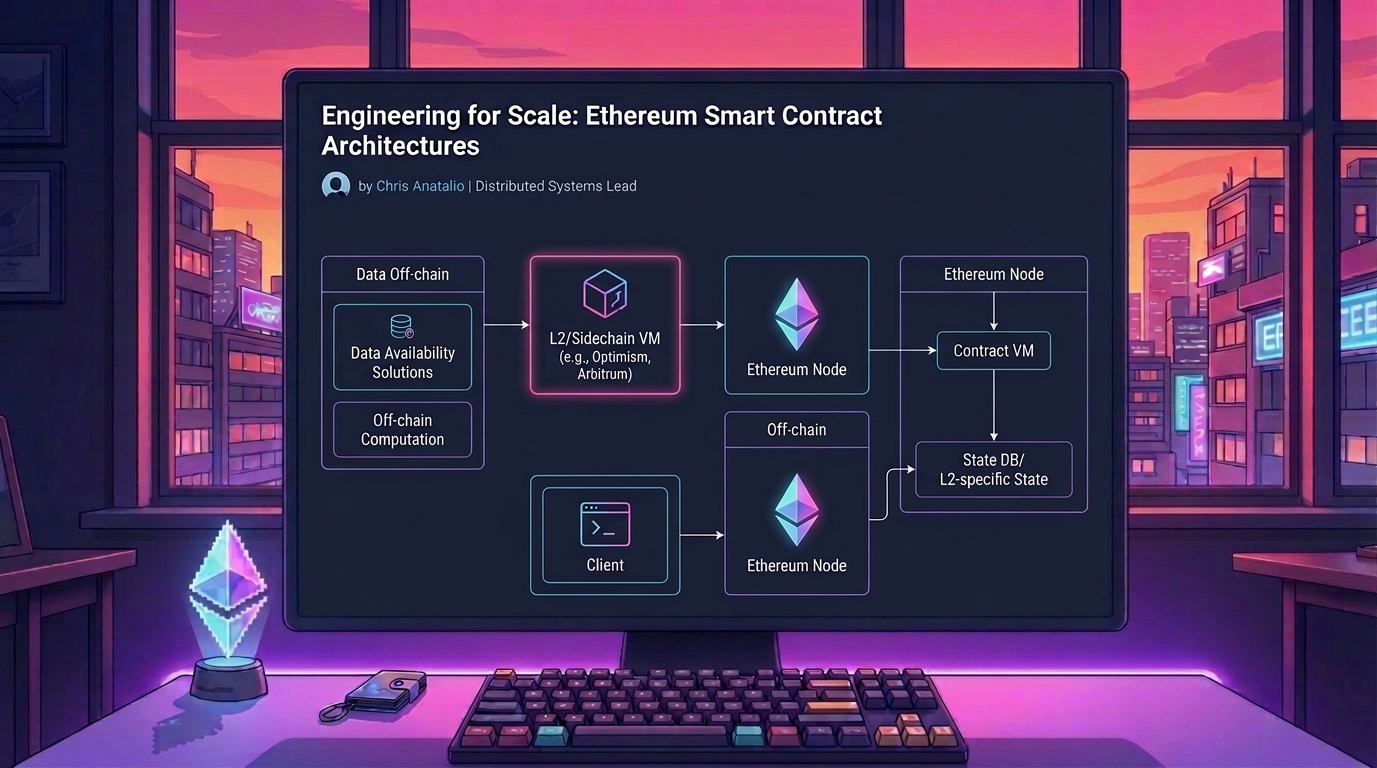 Engineering for Scale: Ethereum Smart Contract
Architectures
by Chris Anatalio | Distributed Systems Lead
Data Off-chain
Data Availability
Solutions
Off-chain
Computation
L2/Sidechain VM
(e.g., Optimism,
Arbitrum)
Ethereum Node
Ethereum Node
Contract VM
State DB/
L2-specific State
Client
Off-chain
Ethereum Node